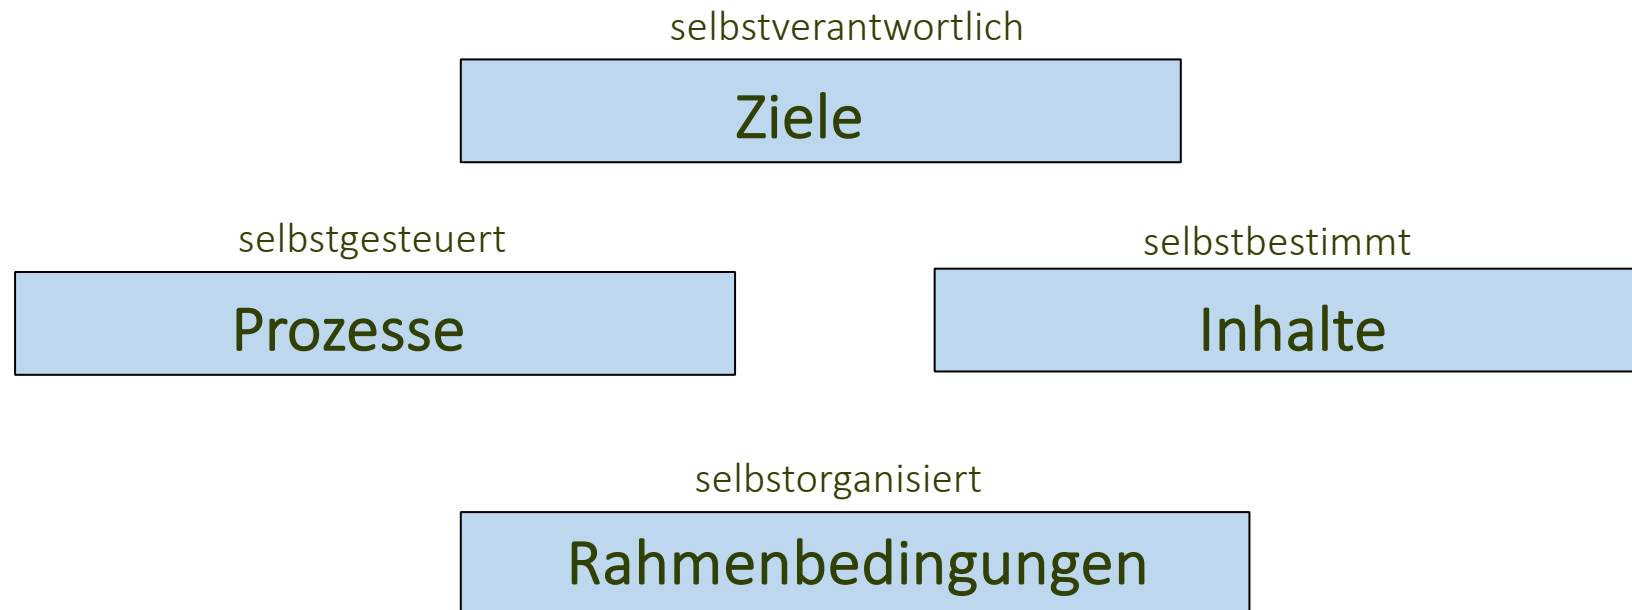 selbstverantwortlich
Ziele
selbstgesteuert
Prozesse
selbstbestimmt
Inhalte
selbstorganisiert
Rahmenbedingungen